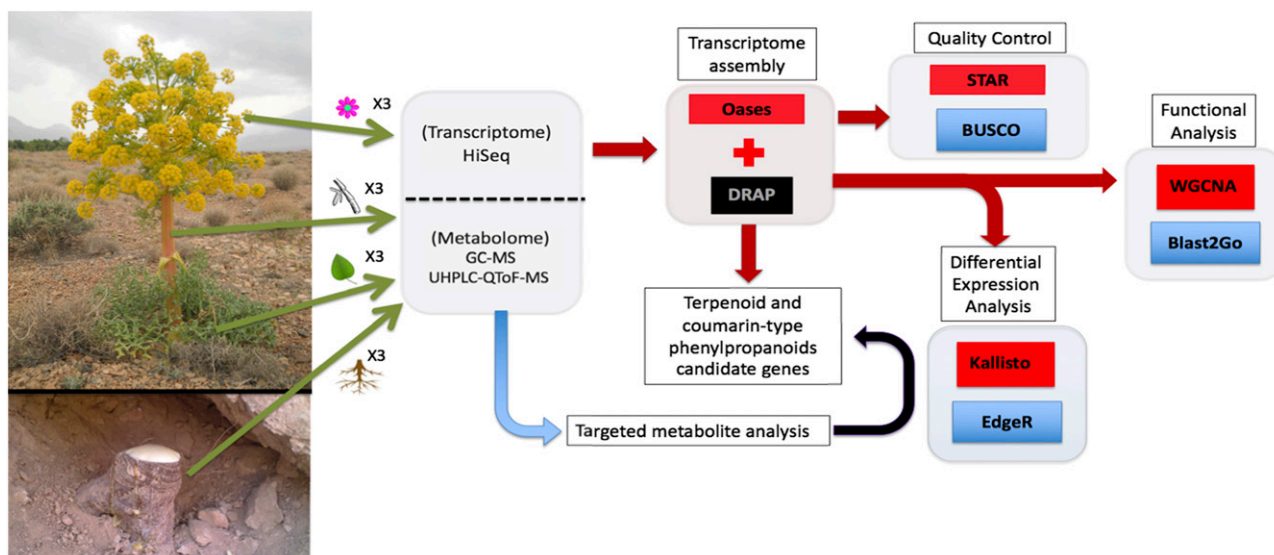 X3
X3
X3
X3
(Transcriptome)
HiSeq
(Metabolome)
GC-MS
UHPLC-QToF-MS
Transcriptome
assembly
Oases
DRAP
Quality Control
STAR
BUSCO
Functional
Analysis
WGCNA
Blast2Go
Differential
Expression
Analysis
Kallisto
EdgeR
Terpenoid and
coumarin-type
phenylpropanoids
candidate genes
Targeted metabolite analysis